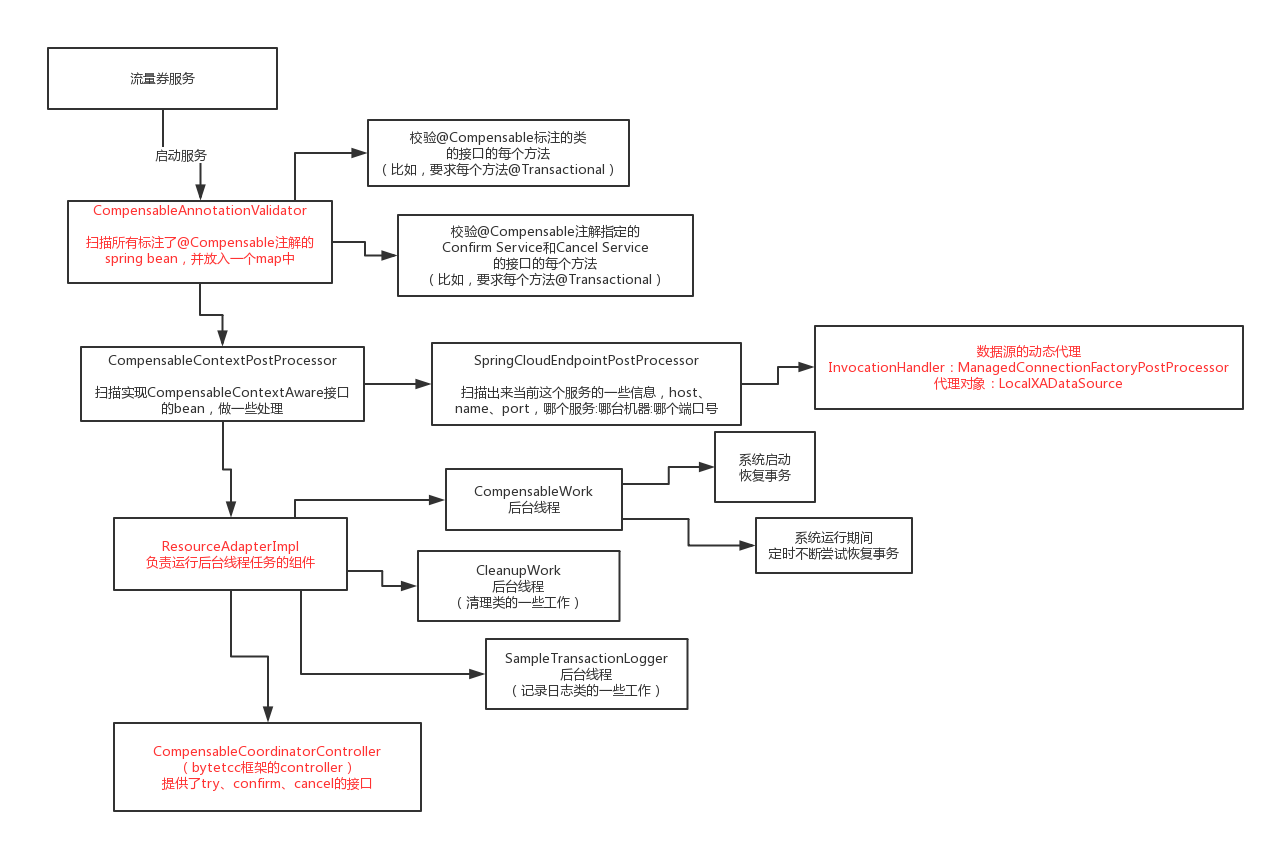 流量券服务
启动服务
校验@Compensable标注的类
的接口的每个方法
（比如，要求每个方法@Transactional）
CompensableAnnotationValidator
扫描所有标注了@Compensable注解的
spring bean，并放入一个map中
校验@Compensable注解指定的
Confirm Service和Cancel Service
的接口的每个方法
（比如，要求每个方法@Transactional）
CompensableContextPostProcessor
扫描实现CompensableContextAware接口
的bean，做一些处理
SpringCloudEndpointPostProcessor
扫描出来当前这个服务的一些信息，host、
name、port，哪个服务:哪台机器:哪个端口号
数据源的动态代理
InvocationHandler：ManagedConnectionFactoryPostProcessor
代理对象：LocalXADataSource
CompensableWork
后台线程
系统启动
恢复事务
系统运行期间
定时不断尝试恢复事务
ResourceAdapterImpl
负责运行后台线程任务的组件
CleanupWork
后台线程
（清理类的一些工作）
SampleTransactionLogger
后台线程
（记录日志类的一些工作）
CompensableCoordinatorController
（bytetcc框架的controller）
提供了try、confirm、cancel的接口